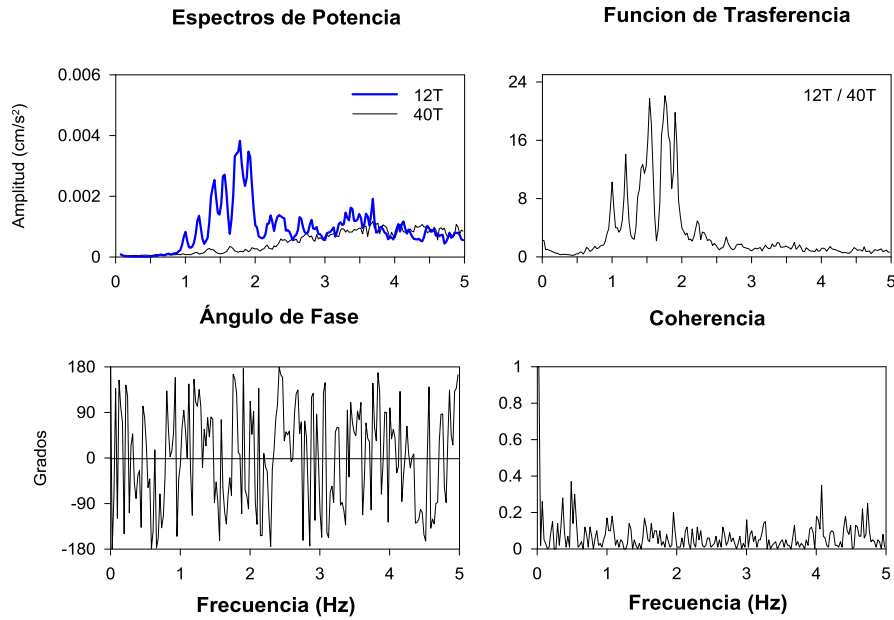 Espectros de Potencia
Funcion de Trasferencia
Amplitud (cm/s²)
0.006
0.004
0.002
0
0 1 2 3 4 5
12T
40T
24
16
8
0
0 1 2 3 4 5
12T / 40T
Ángulo de Fase
Coherencia
Grados
180
90
0
-90
-180
0 1 2 3 4 5
Frecuencia (Hz)
1
0.8
0.6
0.4
0.2
0
0 1 2 3 4 5
Frecuencia (Hz)